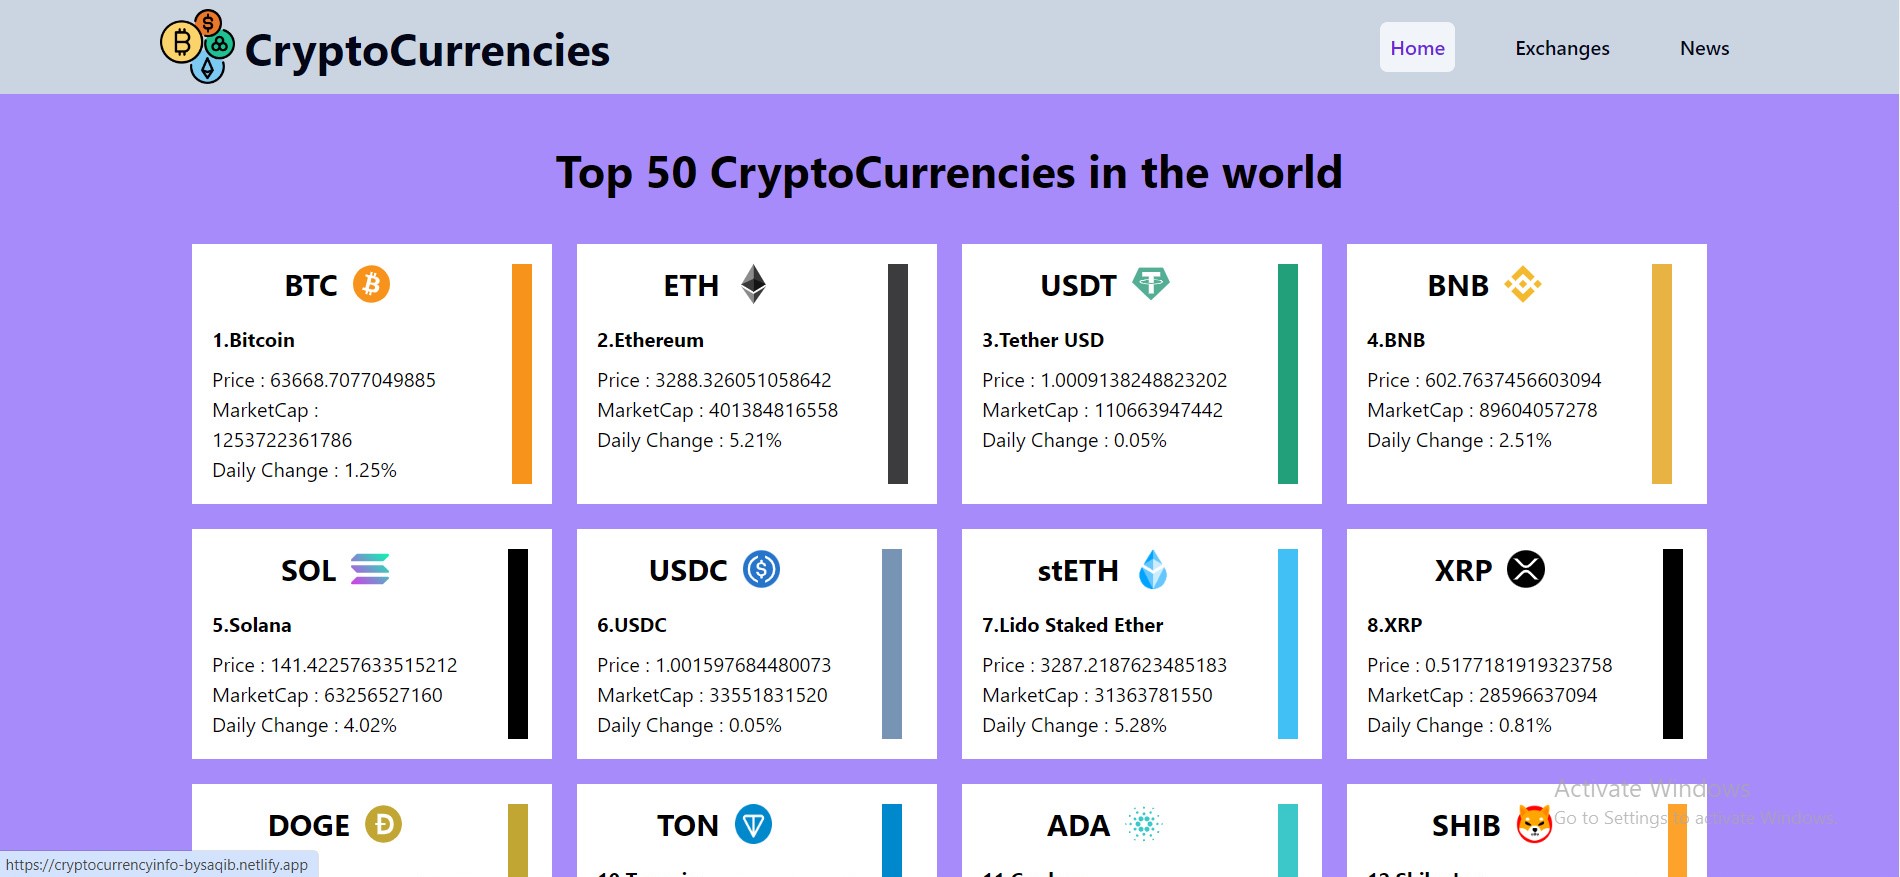 CryptoCurrencies
Home
Exchanges
News
Top 50 CryptoCurrencies in the world
BTC
1.Bitcoin
Price : 63668.7077049885
MarketCap :
1253722361786
Daily Change : 1.25%
ETH
2.Ethereum
Price : 3288.326051058642
MarketCap : 401384816558
Daily Change : 5.21%
USDT
3.Tether USD
Price : 1.0009138248823202
MarketCap : 110663947442
Daily Change : 0.05%
BNB
4.BNB
Price : 602.7637456603094
MarketCap : 89604057278
Daily Change : 2.51%
SOL
5.Solana
Price : 141.42257633515212
MarketCap : 63256527160
Daily Change : 4.02%
USDC
6.USDC
Price : 1.001597684480073
MarketCap : 33551831520
Daily Change : 0.05%
stETH
7.Lido Staked Ether
Price : 3287.2187623485183
MarketCap : 31363781550
Daily Change : 5.28%
XRP
8.XRP
Price : 0.5177181919323758
MarketCap : 28596637094
Daily Change : 0.81%
DOGE
TON
ADA
SHIB
Activate Windows
Go to Settings to activate Windows.
https://cryptocurrencyinfo-bysaqib.netlify.app